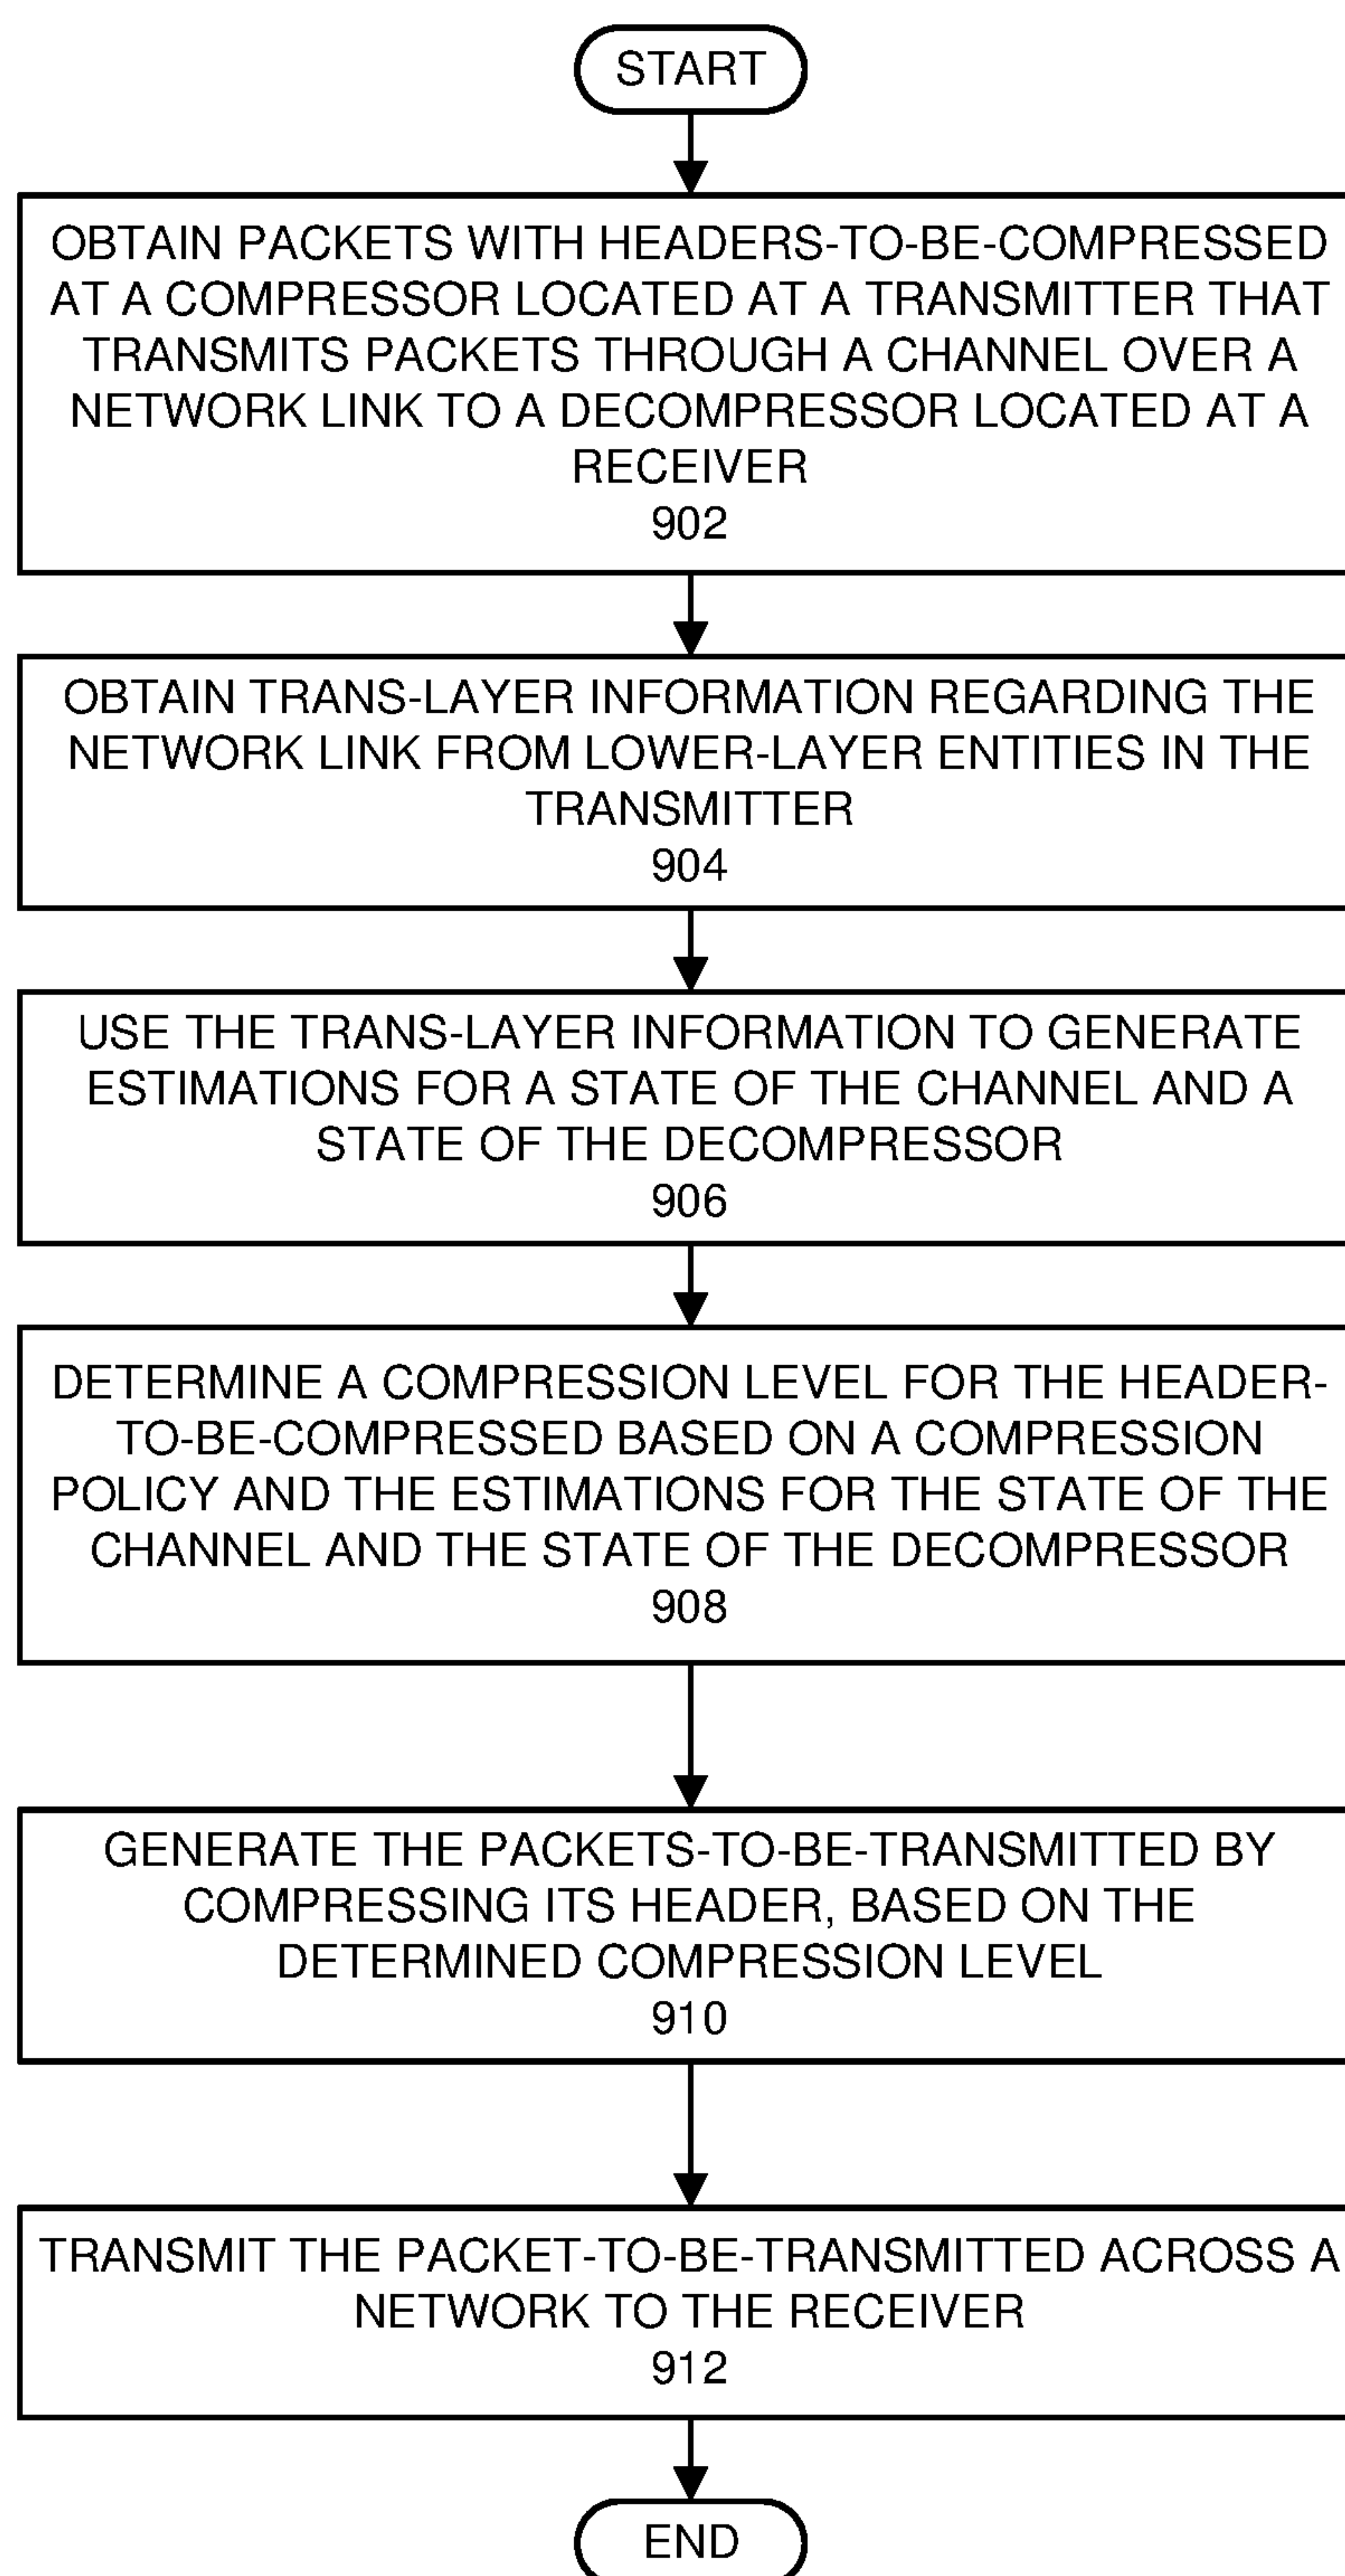 START
OBTAIN PACKETS WITH HEADERS-TO-BE-COMPRESSED
AT A COMPRESSOR LOCATED AT A TRANSMITTER THAT
TRANSMITS PACKETS THROUGH A CHANNEL OVER A
NETWORK LINK TO A DECOMPRESSOR LOCATED AT A
RECEIVER
902
OBTAIN TRANS-LAYER INFORMATION REGARDING THE
NETWORK LINK FROM LOWER-LAYER ENTITIES IN THE
TRANSMITTER
904
USE THE TRANS-LAYER INFORMATION TO GENERATE
ESTIMATIONS FOR A STATE OF THE CHANNEL AND A
STATE OF THE DECOMPRESSOR
906
DETERMINE A COMPRESSION LEVEL FOR THE HEADER-
TO-BE-COMPRESSED BASED ON A COMPRESSION
POLICY AND THE ESTIMATIONS FOR THE STATE OF THE
CHANNEL AND THE STATE OF THE DECOMPRESSOR
908
GENERATE THE PACKETS-TO-BE-TRANSMITTED BY
COMPRESSING ITS HEADER, BASED ON THE
DETERMINED COMPRESSION LEVEL
910
TRANSMIT THE PACKET-TO-BE-TRANSMITTED ACROSS A
NETWORK TO THE RECEIVER
912
END